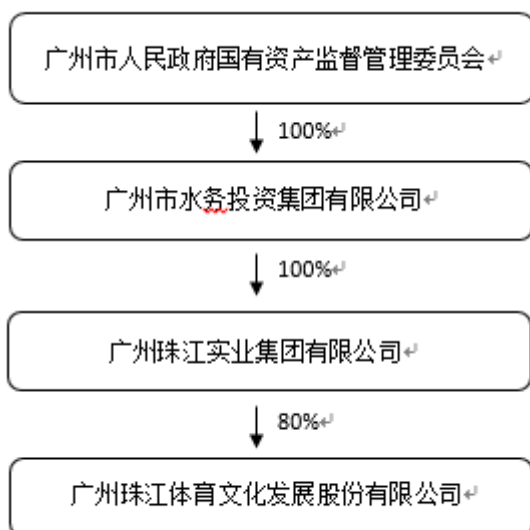 广州市人民政府国有资产监督管理委员会
100%
广州市水务投资集团有限公司
100%
广州珠江实业集团有限公司
80%
广州珠江体育文化发展股份有限公司